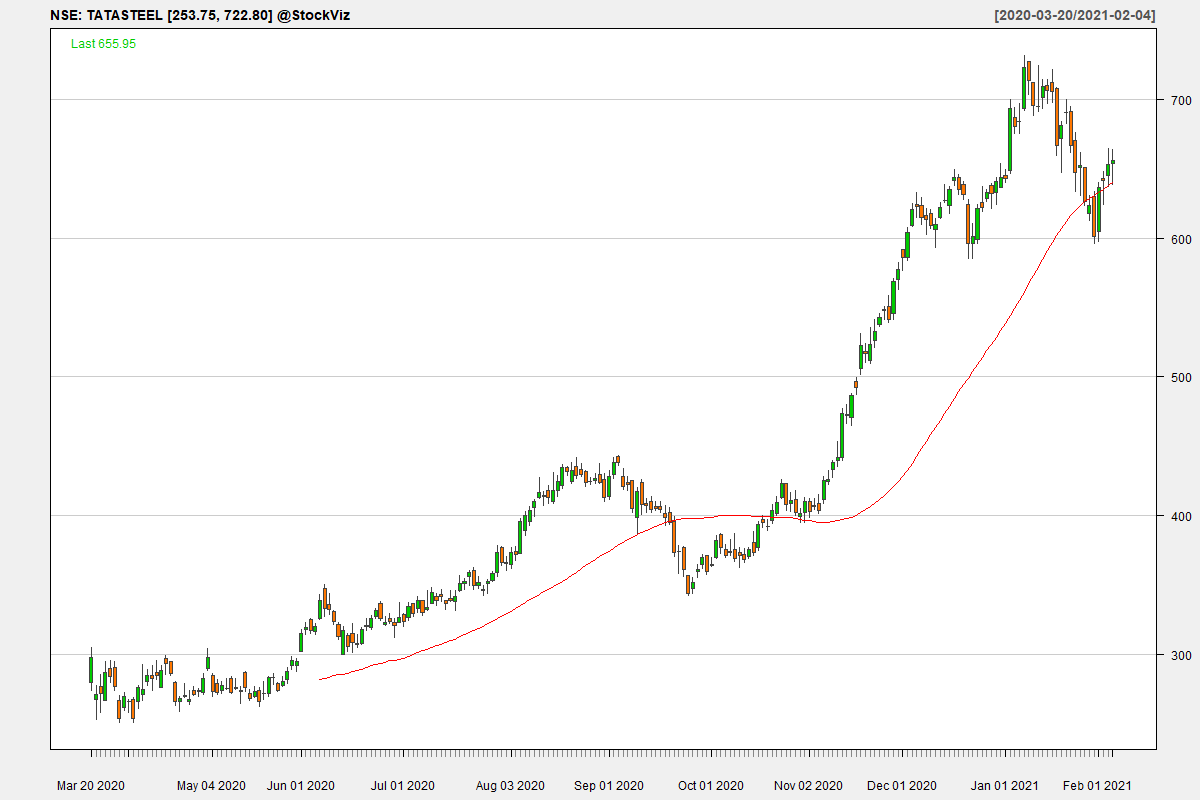 NSE: TATASTEEL [253.75, 722.80] @StockViz [2020-03-20/2021-02-04]
Last 655.95
700
600
500
400
300
Mar 20 2020 May 04 2020 Jun 01 2020 Jul 01 2020 Aug 03 2020 Sep 01 2020 Oct 01 2020 Nov 02 2020 Dec 01 2020 Jan 01 2021 Feb 01 2021